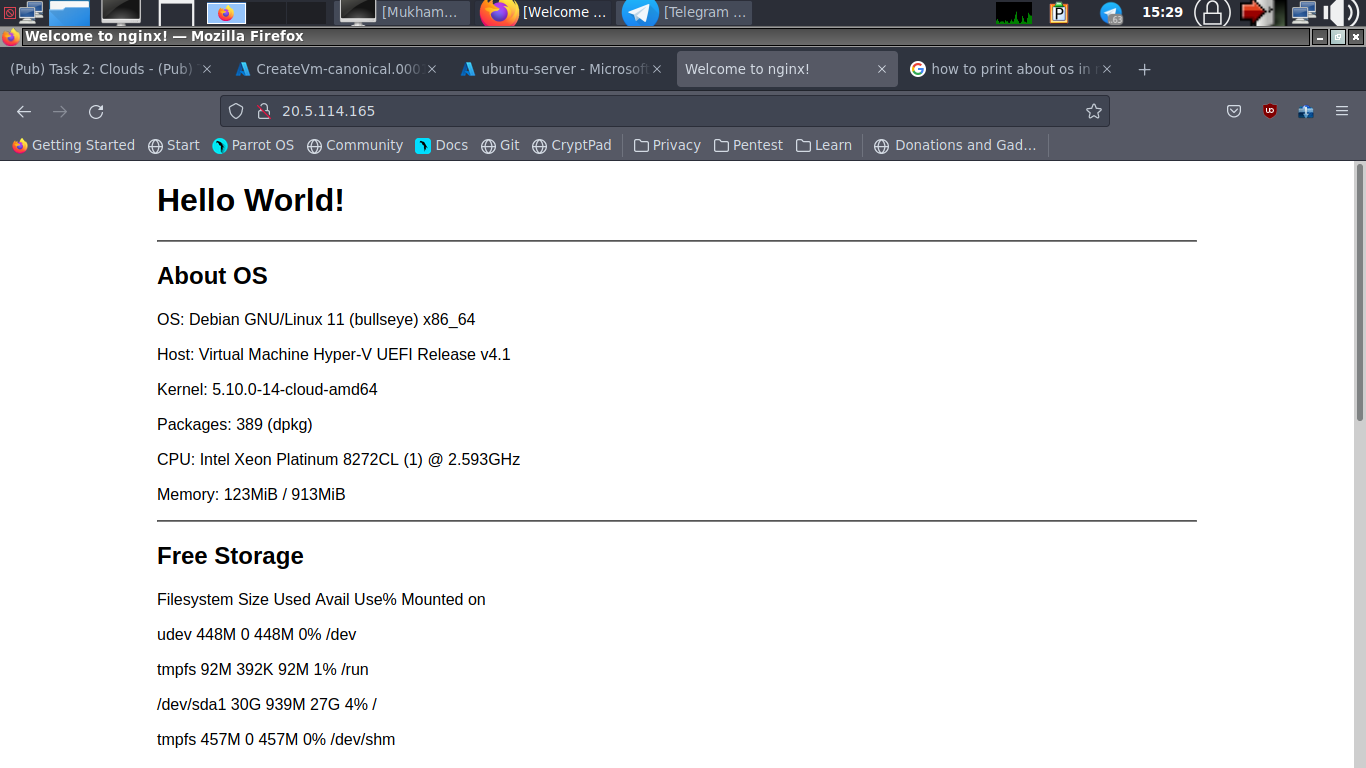 [Mukham... [Welcome ... [Telegram ... P 63 15:29
Welcome to nginx! — Mozilla Firefox
(Pub) Task 2: Clouds - (Pub) CreateVm-canonical.000 ubuntu-server - Microsoft Welcome to nginx! how to print about os in
20.5.114.165
Getting Started Start Parrot OS Community Docs Git CryptPad Privacy Pentest Learn Donations and Gad...
Hello World!
About OS
OS: Debian GNU/Linux 11 (bullseye) x86_64
Host: Virtual Machine Hyper-V UEFI Release v4.1
Kernel: 5.10.0-14-cloud-amd64
Packages: 389 (dpkg)
CPU: Intel Xeon Platinum 8272CL (1) @ 2.593GHz
Memory: 123MiB / 913MiB
Free Storage
Filesystem Size Used Avail Use% Mounted on
udev 448M 0 448M 0% /dev
tmpfs 92M 392K 92M 1% /run
/dev/sda1 30G 939M 27G 4% /
tmpfs 457M 0 457M 0% /dev/shm